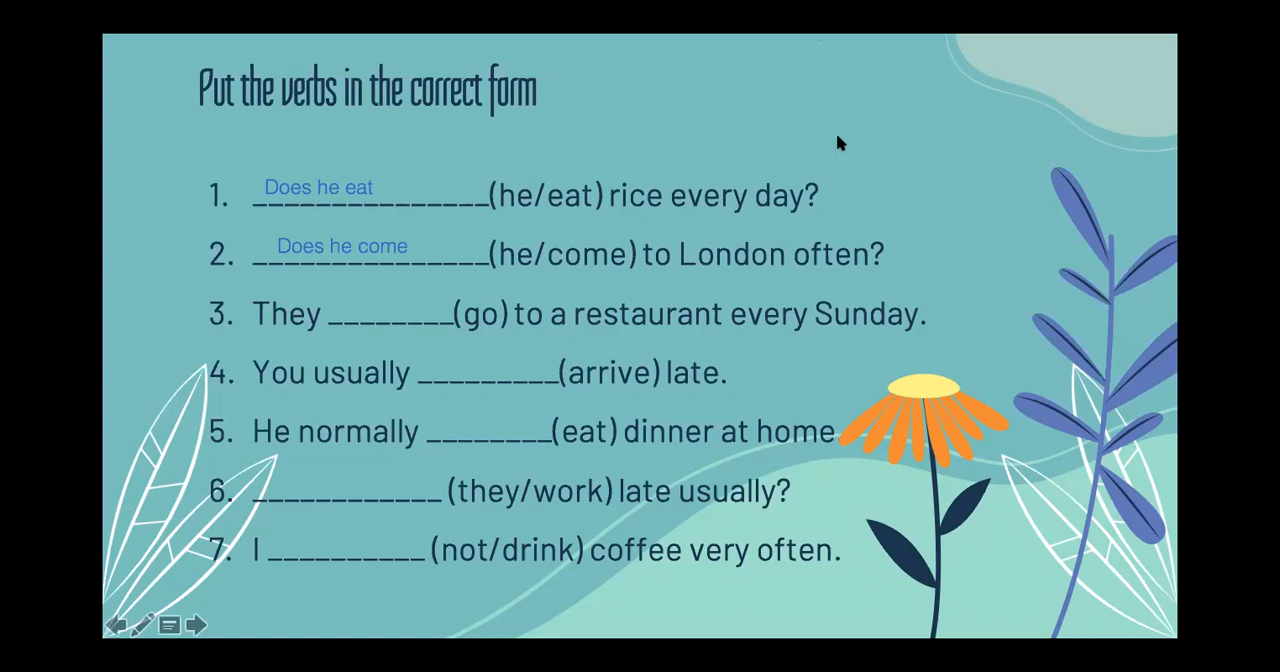 Put the verbs in the correct form
1. Does he eat _______________(he/eat) rice every day?
2. Does he come _______________(he/come) to London often?
3. They ________(go) to a restaurant every Sunday.
4. You usually _________(arrive) late.
5. He normally ________(eat) dinner at home
6. ____________ (they/work) late usually?
7. I __________ (not/drink) coffee very often.